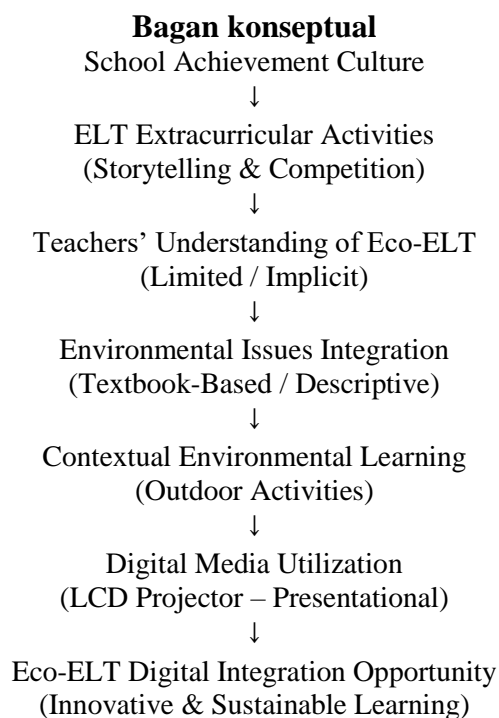 Bagan konseptual
School Achievement Culture
↓
ELT Extracurricular Activities
(Storytelling & Competition)
↓
Teachers’ Understanding of Eco-ELT
(Limited / Implicit)
↓
Environmental Issues Integration
(Textbook-Based / Descriptive)
↓
Contextual Environmental Learning
(Outdoor Activities)
↓
Digital Media Utilization
(LCD Projector – Presentational)
↓
Eco-ELT Digital Integration Opportunity
(Innovative & Sustainable Learning)